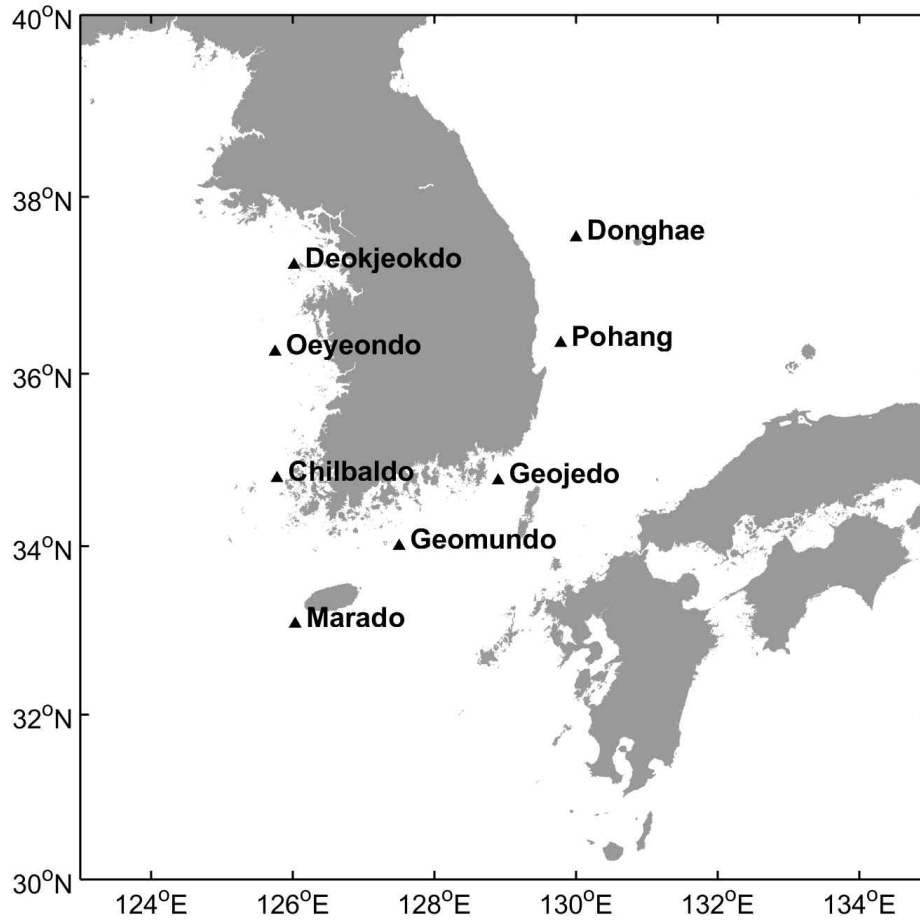 40°N
38°N
Donghae
Deokjeokdo
Pohang
Oeyeondo
36°N
Chilbaldo
Geojedo
Geomundo
34°N
Marado
32°N
30°N
124°E 126°E 128°E 130°E 132°E 134°E